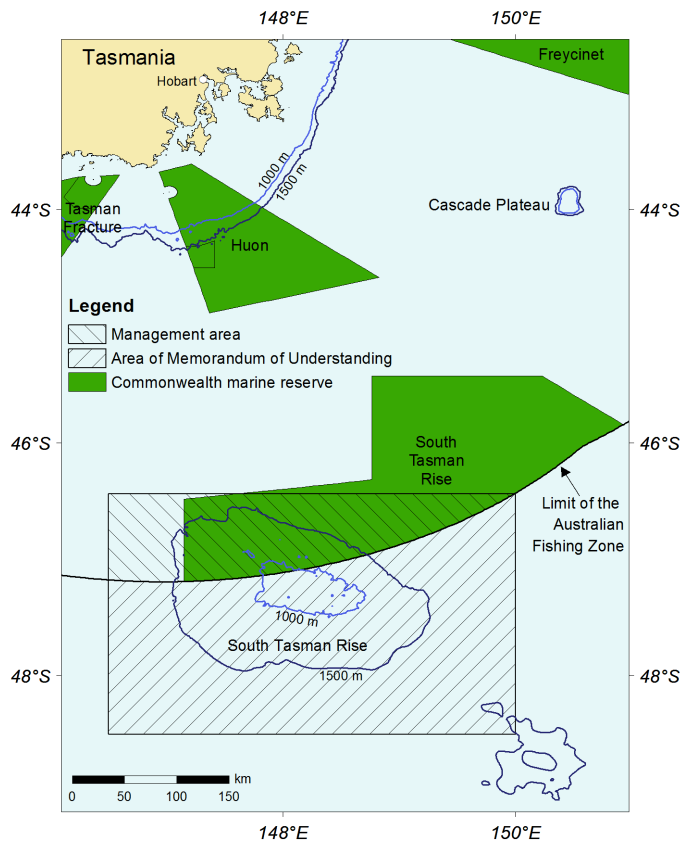 148°E
150°E
Tasmania
Hobart
Freycinet
1000 m
1500 m
44°S
44°S
Tasman
Fracture
Cascade Plateau
Huon
Legend
Management area
Area of Memorandum of Understanding
Commonwealth marine reserve
46°S
46°S
South
Tasman
Rise
Limit of the
Australian
Fishing Zone
1000 m
South Tasman Rise
1500 m
48°S
48°S
km
0
50
100
150
148°E
150°E